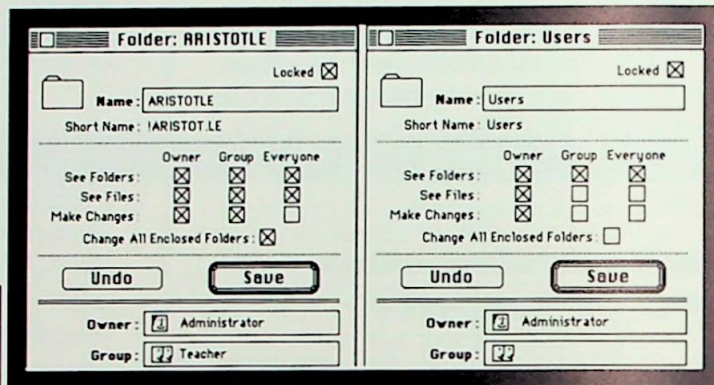 Folder: ARISTOTLE
Locked
Name: ARISTOTLE
Short Name: !ARISTOT.LE
Owner Group Everyone
See Folders:
See Files:
Make Changes:
Change All Enclosed Folders:
Undo Save
Owner: Administrator
Group: Teacher
Folder: Users
Locked
Name: Users
Short Name: Users
Owner Group Everyone
See Folders:
See Files:
Make Changes:
Change All Enclosed Folders:
Undo Save
Owner: Administrator
Group: